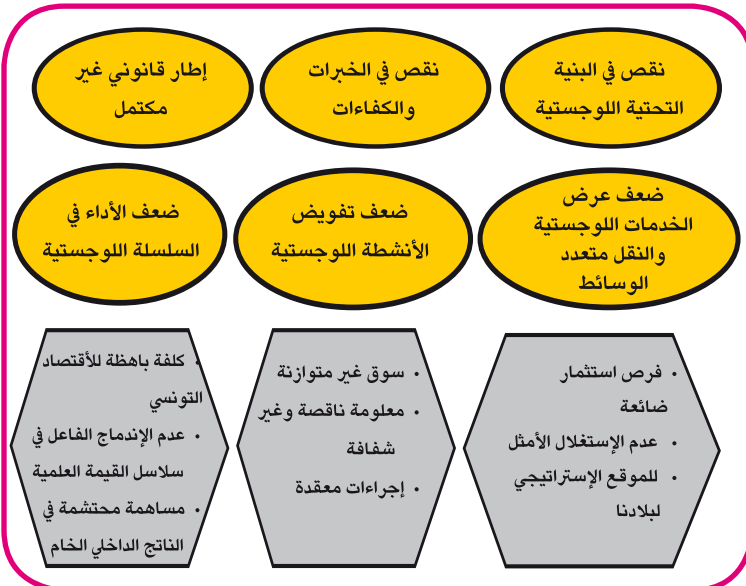 نقص في البنية
التحتية اللوجستية
نقص في الخبرات
والكفاءات
إطار قانوني غير
مكتمل
ضعف عرض
الخدمات اللوجستية
والنقل متعدد
الوسائط
ضعف تفويض
الأنشطة اللوجستية
ضعف الأداء في
السلسلة اللوجستية
• فرص استثمار
ضائعة
• عدم الإستغلال الأمثل
• للموقع الإستراتيجي
لبلادنا
• سوق غير متوازنة
• معلومة ناقصة وغير
شفافة
• إجراءات معقدة
• كلفة باهظة للأقتصاد
التونسي
• عدم الإندماج الفاعل في
سلاسل القيمة العلمية
• مساهمة محتشمة في
الناتج الداخلي الخام